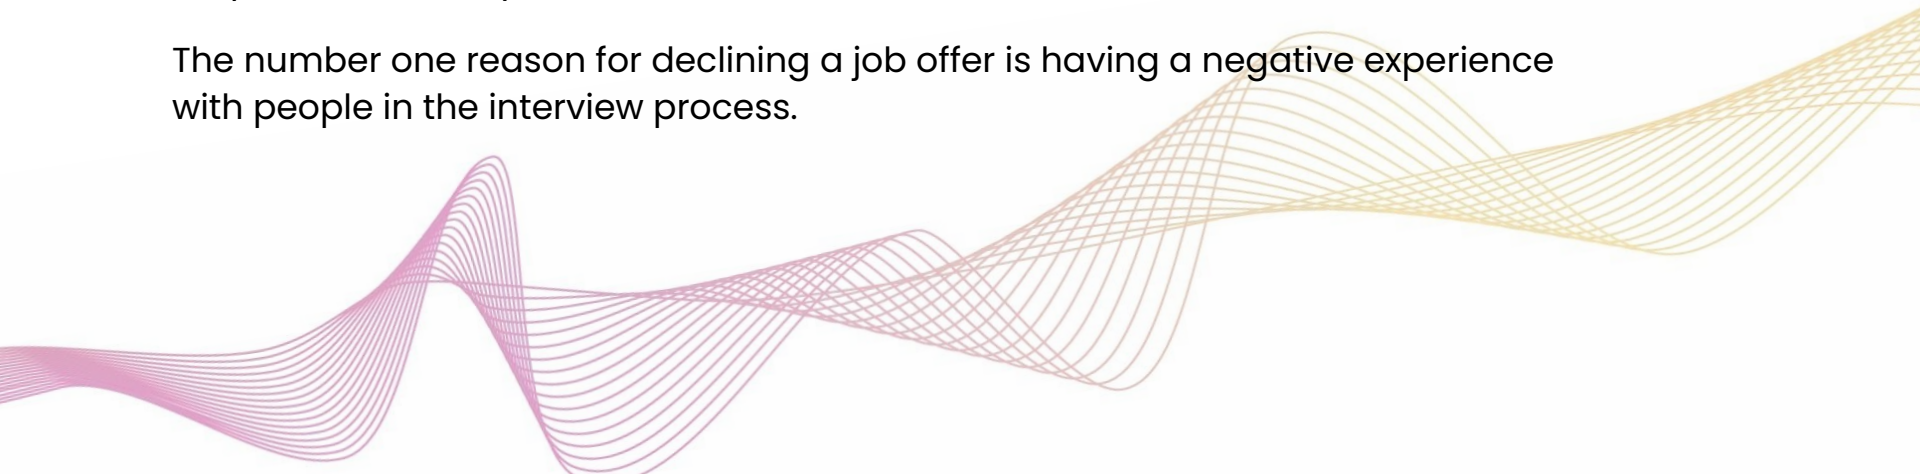 The number one reason for declining a job offer is having a negative experience
with people in the interview process.